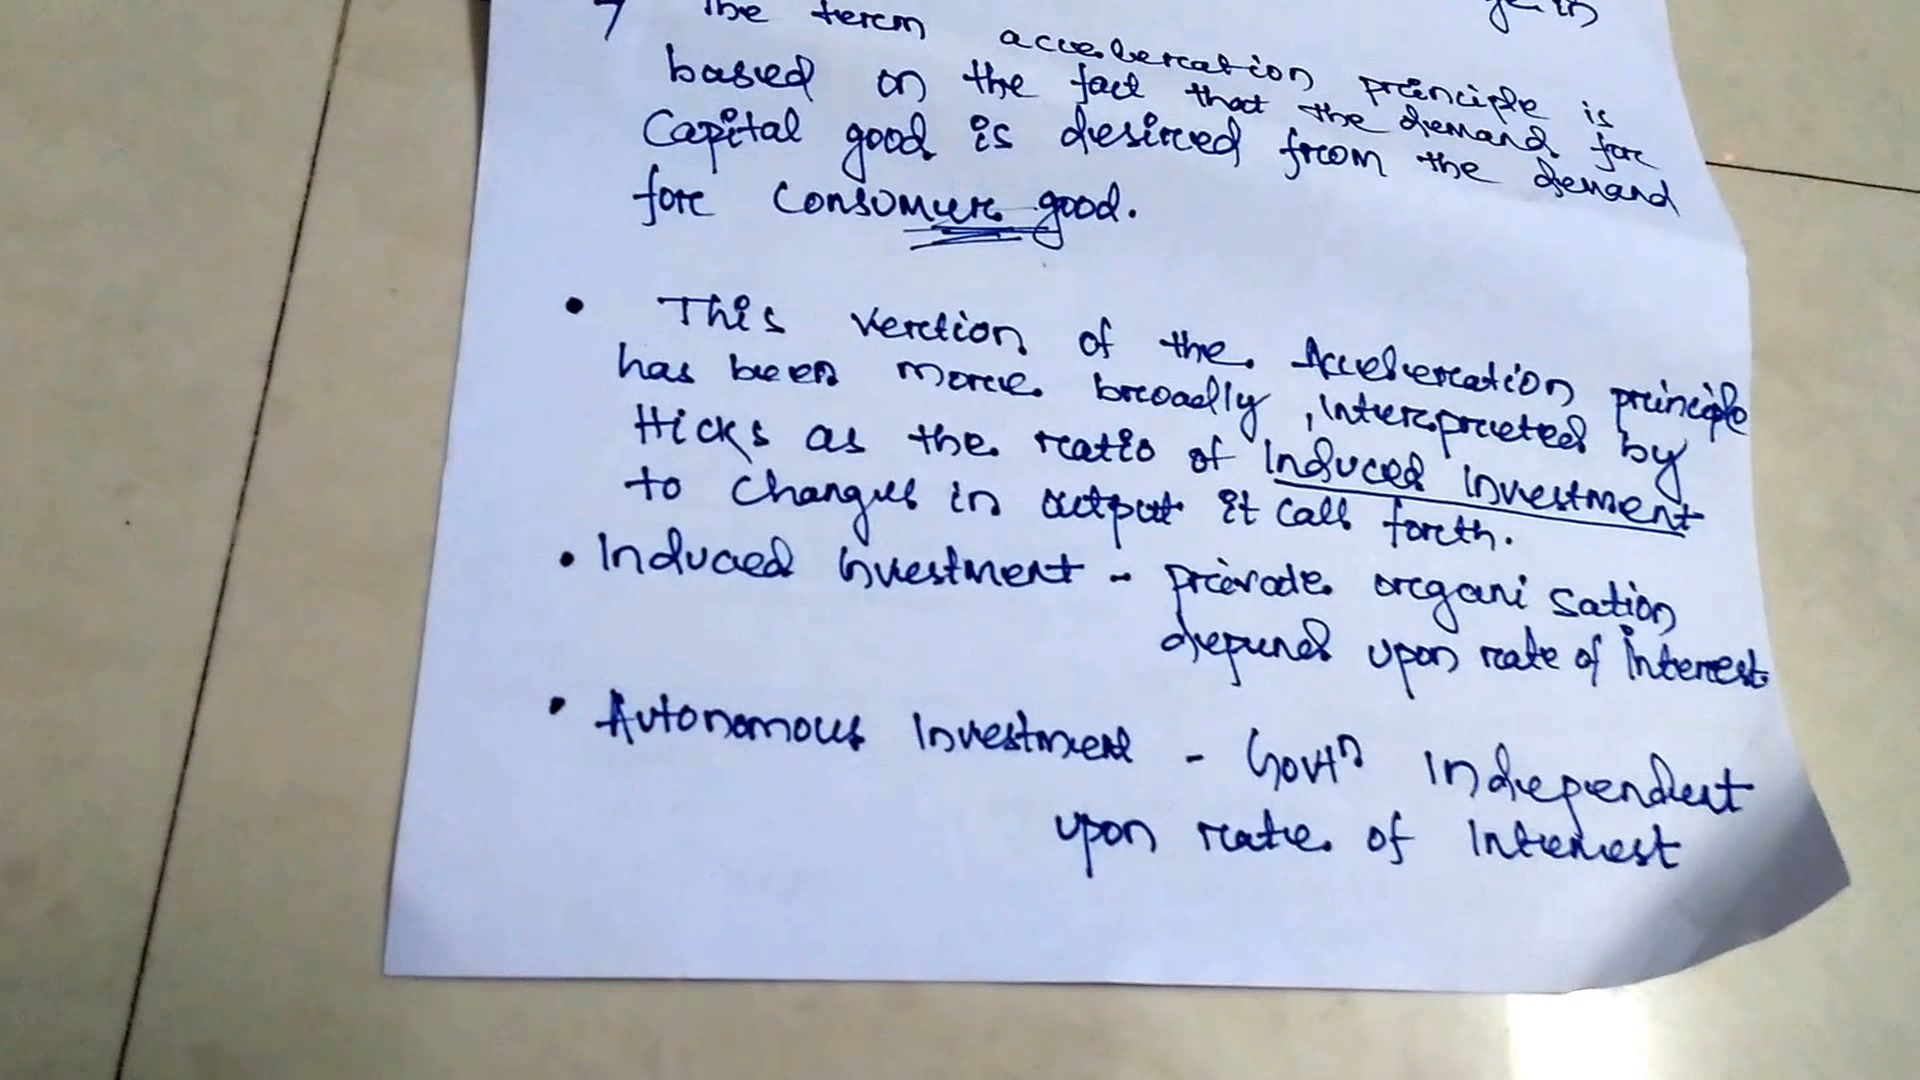 The term acceleration principle is
based on the fact that the demand for
Capital good is desired from the demand
for consumer good.
• This vertion of the Acceleration principle
has been more broadly, interpreted by
Hicks as the ratio of Induced Investment
to changes in output it call forth.
• Induced Investment - private organisation
depend upon rate of interest
• Autonomous Investment - Govtn independent
upon rate of interest